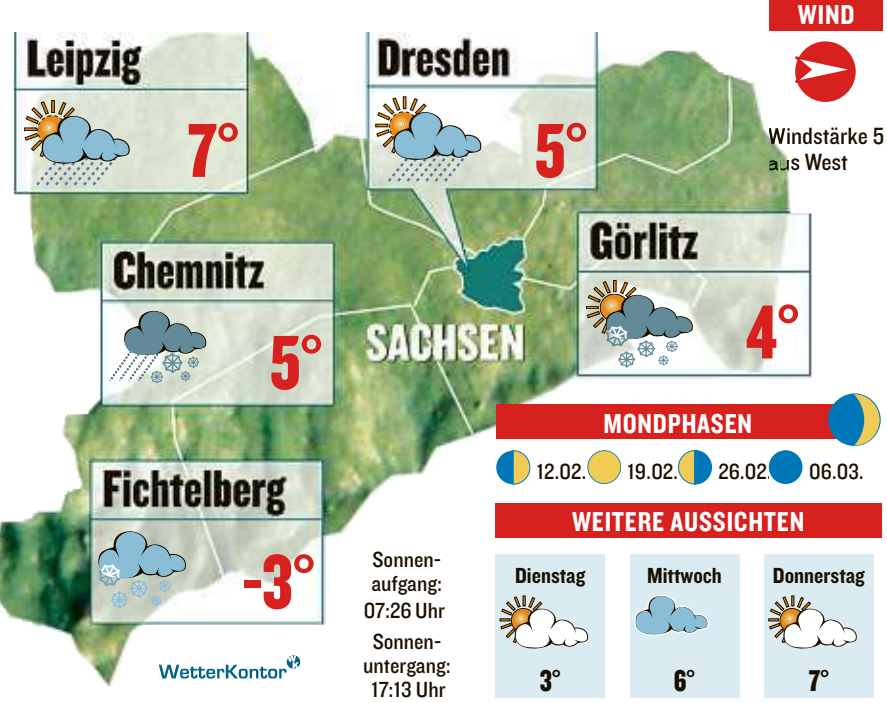 WIND
Windstärke 5
aus West
Leipzig
7°
Dresden
5°
Görlitz
4°
Chemnitz
5°
SACHSEN
Fichtelberg
-3°
WetterKontor
Sonnen-
aufgang:
07:26 Uhr
Sonnen-
untergang:
17:13 Uhr
MONDPHASEN
12.02. 19.02. 26.02. 06.03.
WEITERE AUSSICHTEN
Dienstag Mittwoch Donnerstag
3° 6° 7°